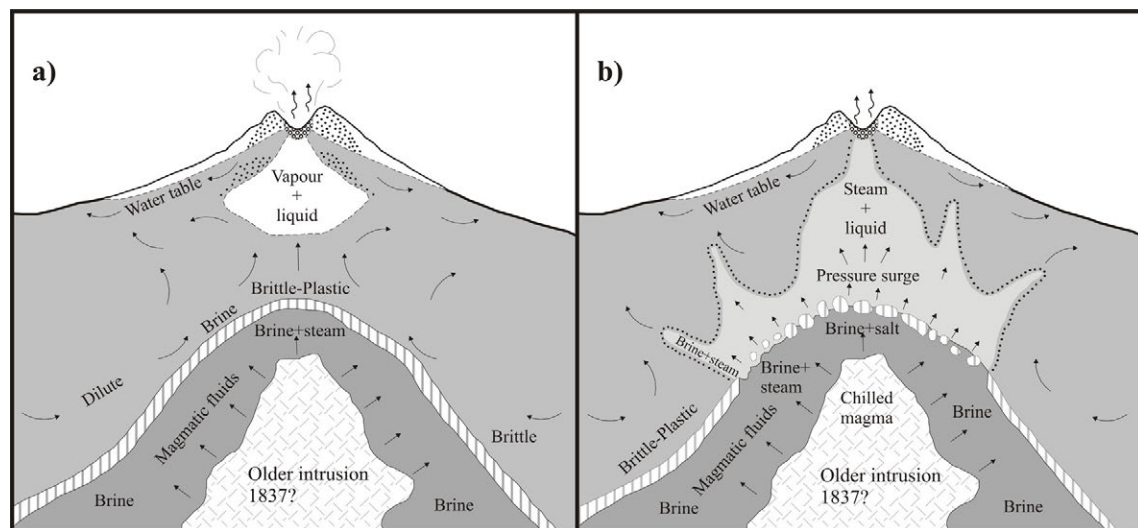 a)
Vapour
+
liquid
Water table
Brittle-Plastic
Brine
Brine+steam
Dilute
Magmatic fluids
Brittle
Older intrusion
1837?
Brine
Brine
b)
Steam
+
liquid
Water table
Pressure surge
Brine+salt
Brine+steam
Brine+
steam
Chilled
magma
Brine
Brittle-Plastic
Magmatic fluids
Older intrusion
1837?
Brine
Brine